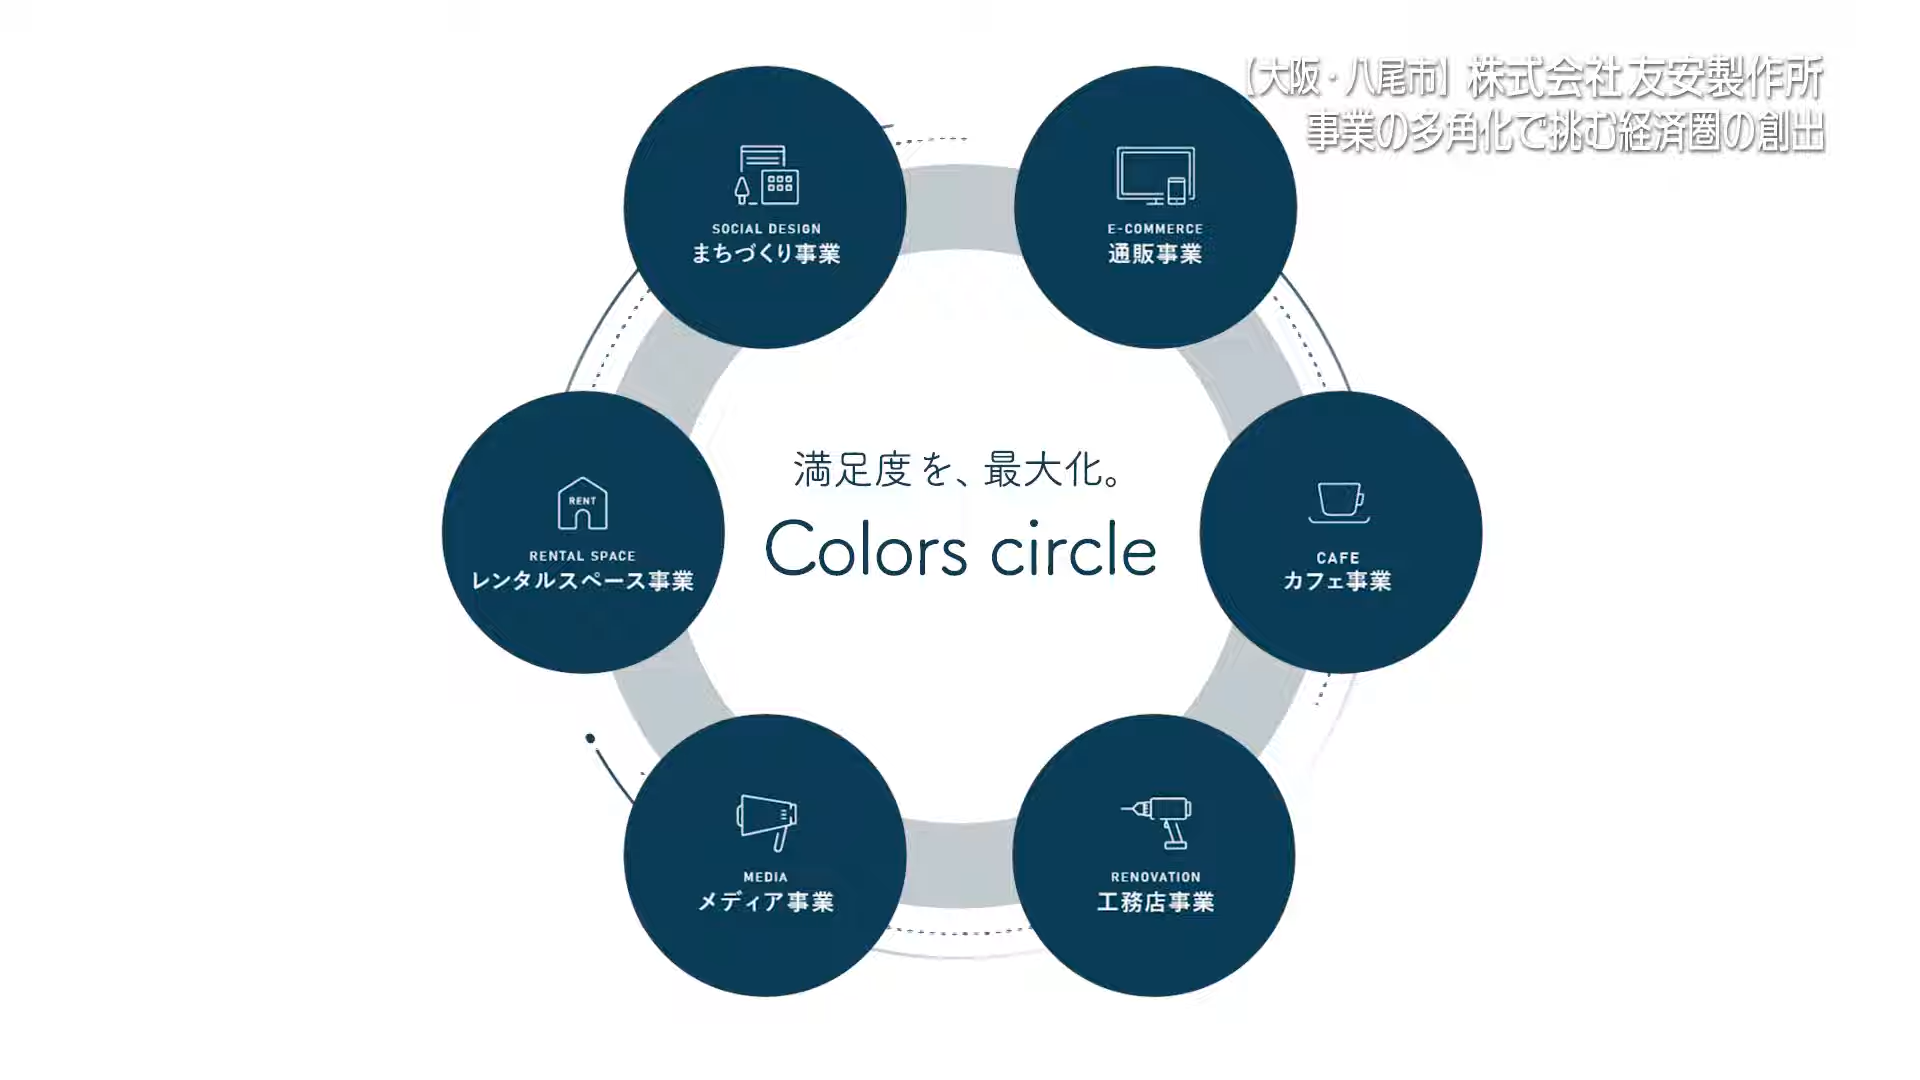 【大阪・八尾市】株式会社 友安製作所
事業の多角化で挑む経済圏の創出
SOCIAL DESIGN
まちづくり事業
E-COMMERCE
通販事業
RENT
RENTAL SPACE
レンタルスペース事業
満足度を、最大化。
Colors circle
CAFE
カフェ事業
MEDIA
メディア事業
RENOVATION
工務店事業